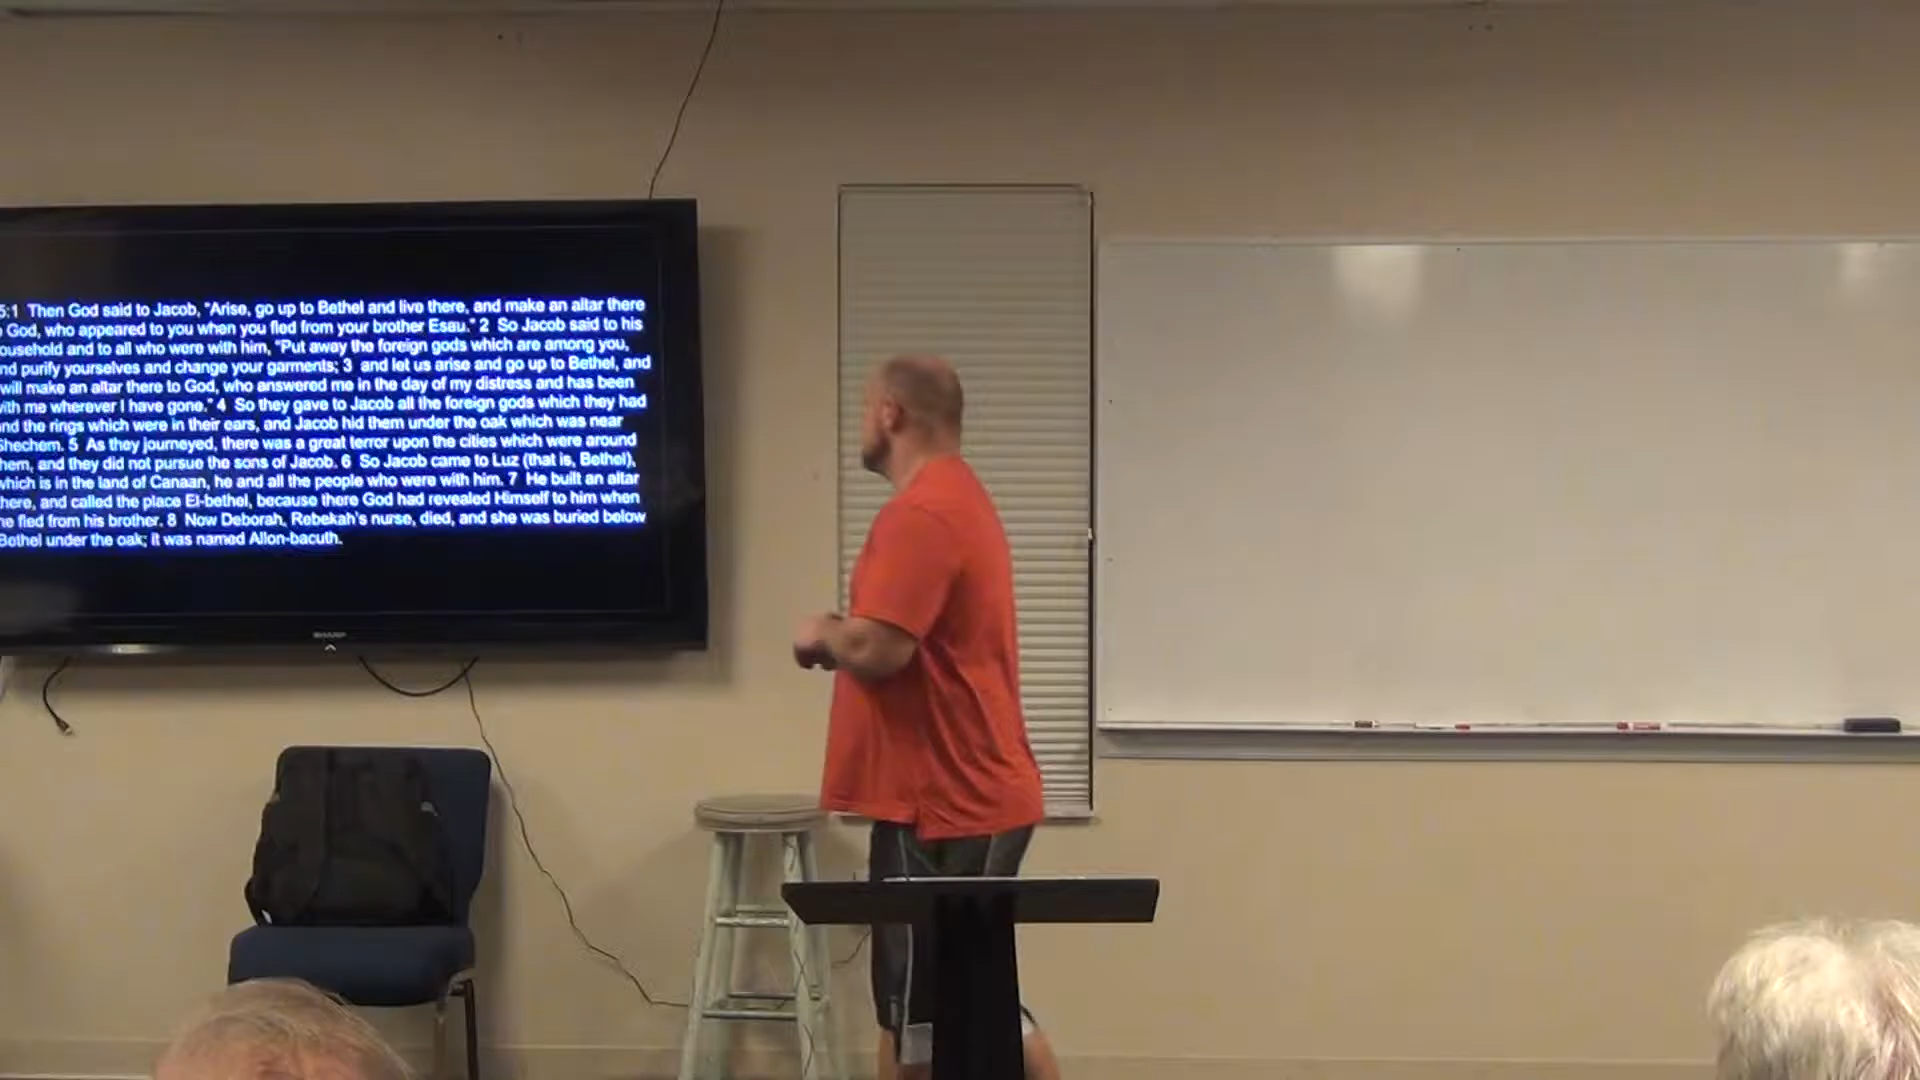 5:1 Then God said to Jacob, "Arise, go up to Bethel and live there, and make an altar there
God, who appeared to you when you fled from your brother Esau." 2 So Jacob said to his
ousehold and to all who were with him, "Put away the foreign gods which are among you,
nd purify yourselves and change your garments; 3 and let us arise and go up to Bethel, and
will make an altar there to God, who answered me in the day of my distress and has been
ith me wherever I have gone." 4 So they gave to Jacob all the foreign gods which they had
nd the rings which were in their ears, and Jacob hid them under the oak which was near
Shechem. 5 As they journeyed, there was a great terror upon the cities which were around
hem, and they did not pursue the sons of Jacob. 6 So Jacob came to Luz (that is, Bethel),
which is in the land of Canaan, he and all the people who were with him. 7 He built an altar
here, and called the place El-bethel, because there God had revealed Himself to him when
he fled from his brother. 8 Now Deborah, Rebekah's nurse, died, and she was buried below
Bethel under the oak; it was named Allon-bacuth.
SHARP